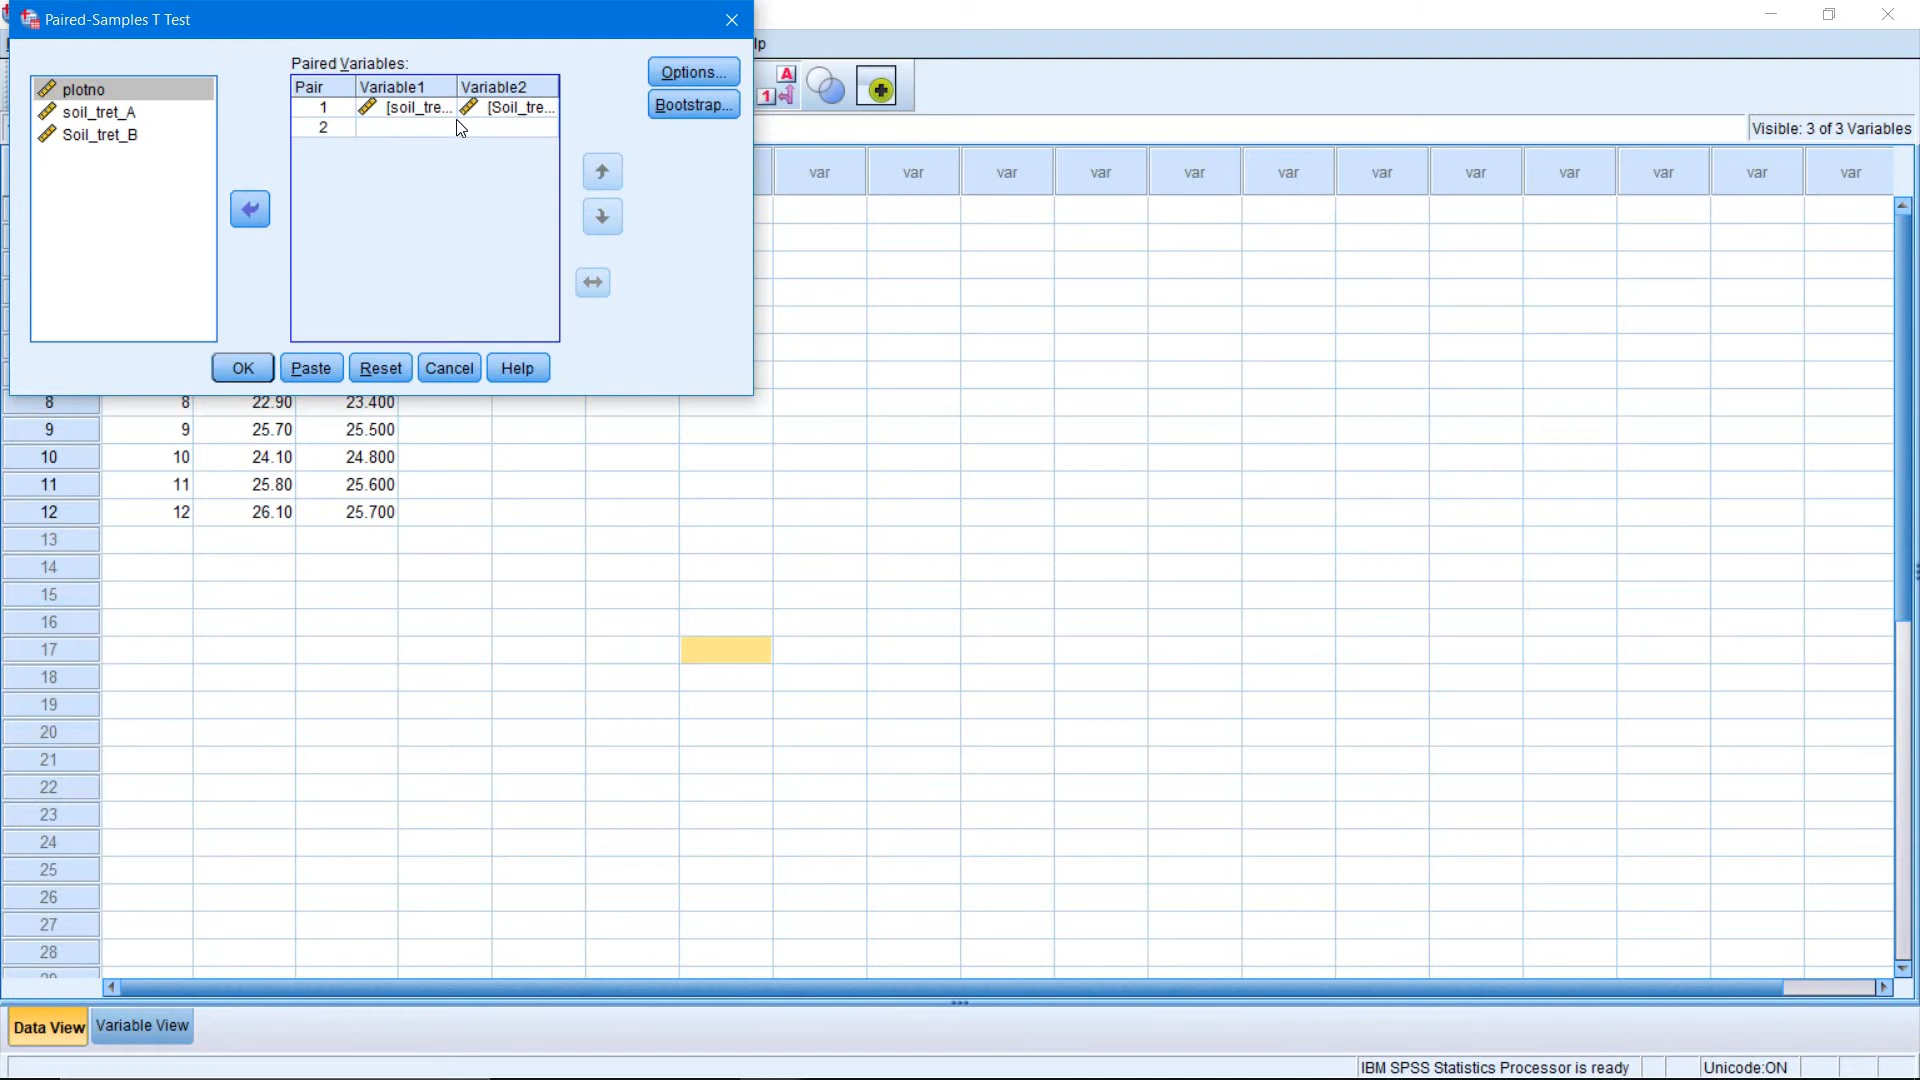 Paired-Samples T Test
lp
Paired Variables:
Options...
plotno
Pair Variable1 Variable2
A
soil_tret_A
1 [soil_tre... [Soil_tre...
Bootstrap...
1
Soil_tret_B
2
Visible: 3 of 3 Variables
var var var var var var var var var var var var
OK Paste Reset Cancel Help
8 8 22.90 23.400
9 9 25.70 25.500
10 10 24.10 24.800
11 11 25.80 25.600
12 12 26.10 25.700
13
14
15
16
17
18
19
20
21
22
23
24
25
26
27
28
29
Data View Variable View
IBM SPSS Statistics Processor is ready Unicode:ON